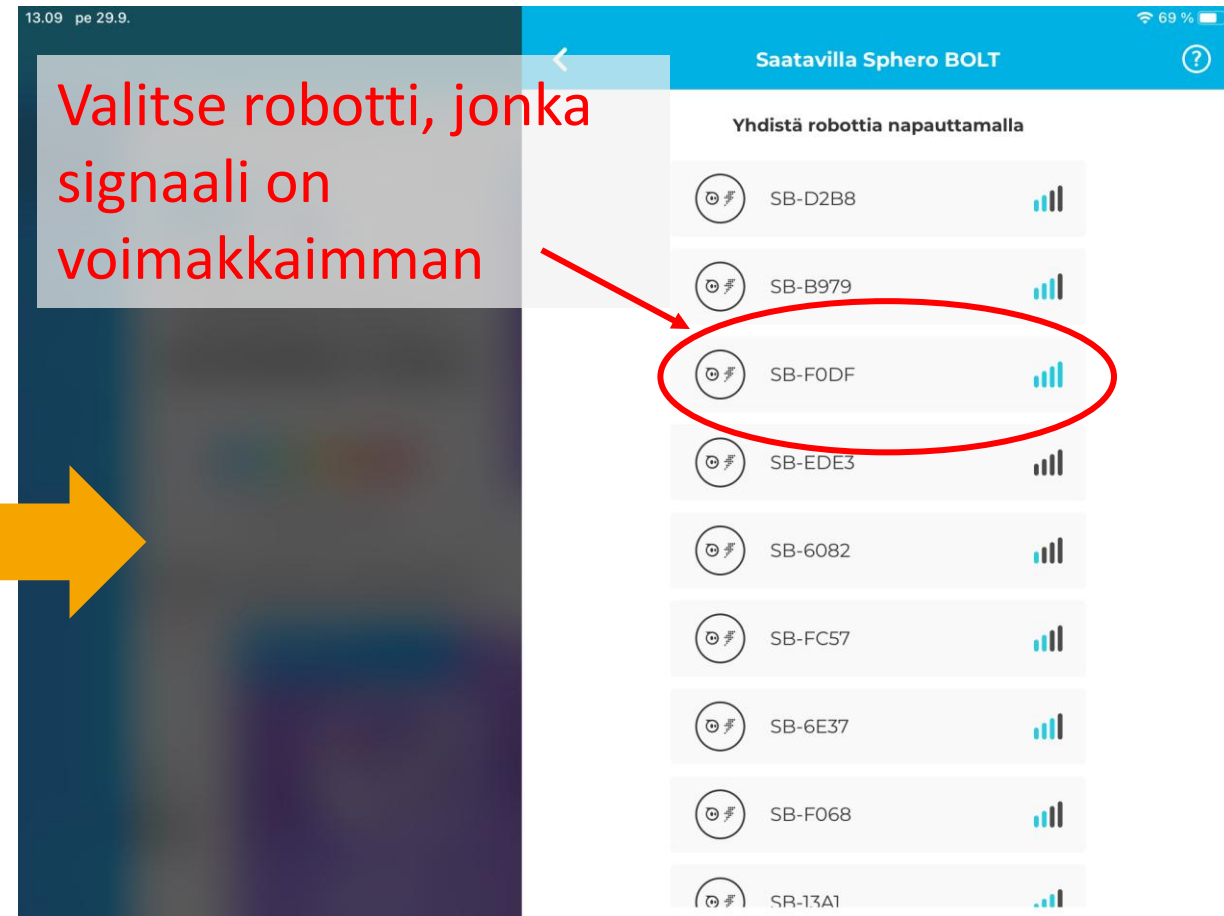 13.09 pe 29.9.
69 %
Saatavilla Sphero BOLT
?
Valitse robotti, jonka
signaali on
voimakkaimman
Yhdistä robottia napauttamalla
SB-D2B8
SB-B979
SB-F0DF
SB-EDE3
SB-6082
SB-FC57
SB-6E37
SB-F068
SB-13A1